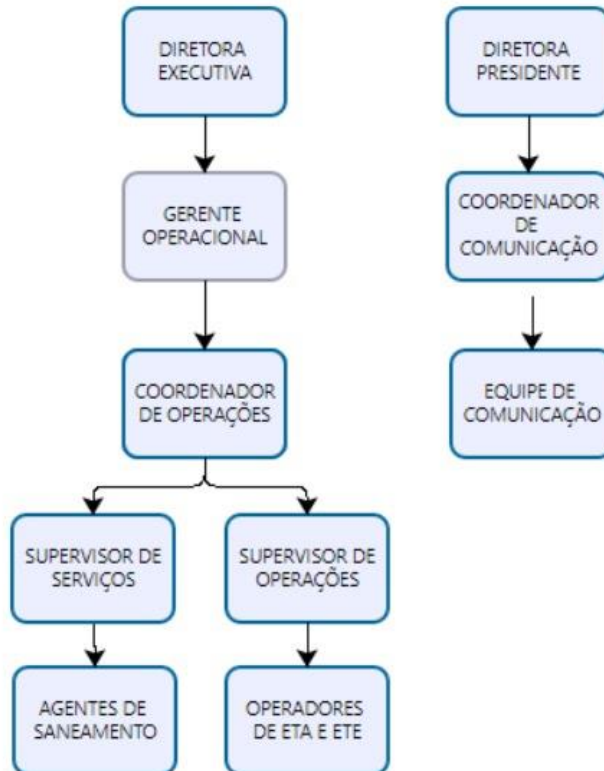 DIRETORA
EXECUTIVA
DIRETORA
PRESIDENTE
GERENTE
OPERACIONAL
COORDENADOR
DE
COMUNICAÇÃO
COORDENADOR
DE OPERAÇÕES
EQUIPE DE
COMUNICAÇÃO
SUPERVISOR DE
SERVIÇOS
SUPERVISOR DE
OPERAÇÕES
AGENTES DE
SANEAMENTO
OPERADORES
DE ETA E ETE